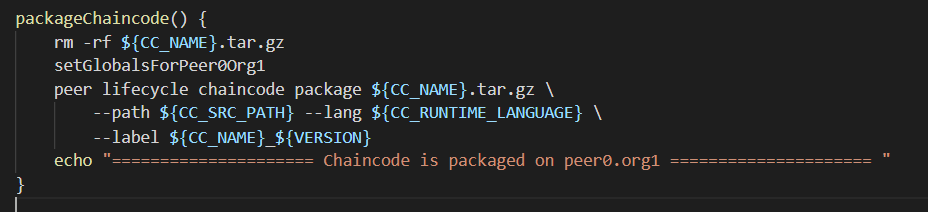 packageChaincode() {
    rm -rf ${CC_NAME}.tar.gz
    setGlobalsForPeer0Org1
    peer lifecycle chaincode package ${CC_NAME}.tar.gz \
        --path ${CC_SRC_PATH} --lang ${CC_RUNTIME_LANGUAGE} \
        --label ${CC_NAME}_${VERSION}
    echo "===================== Chaincode is packaged on peer0.org1 ===================== "
}